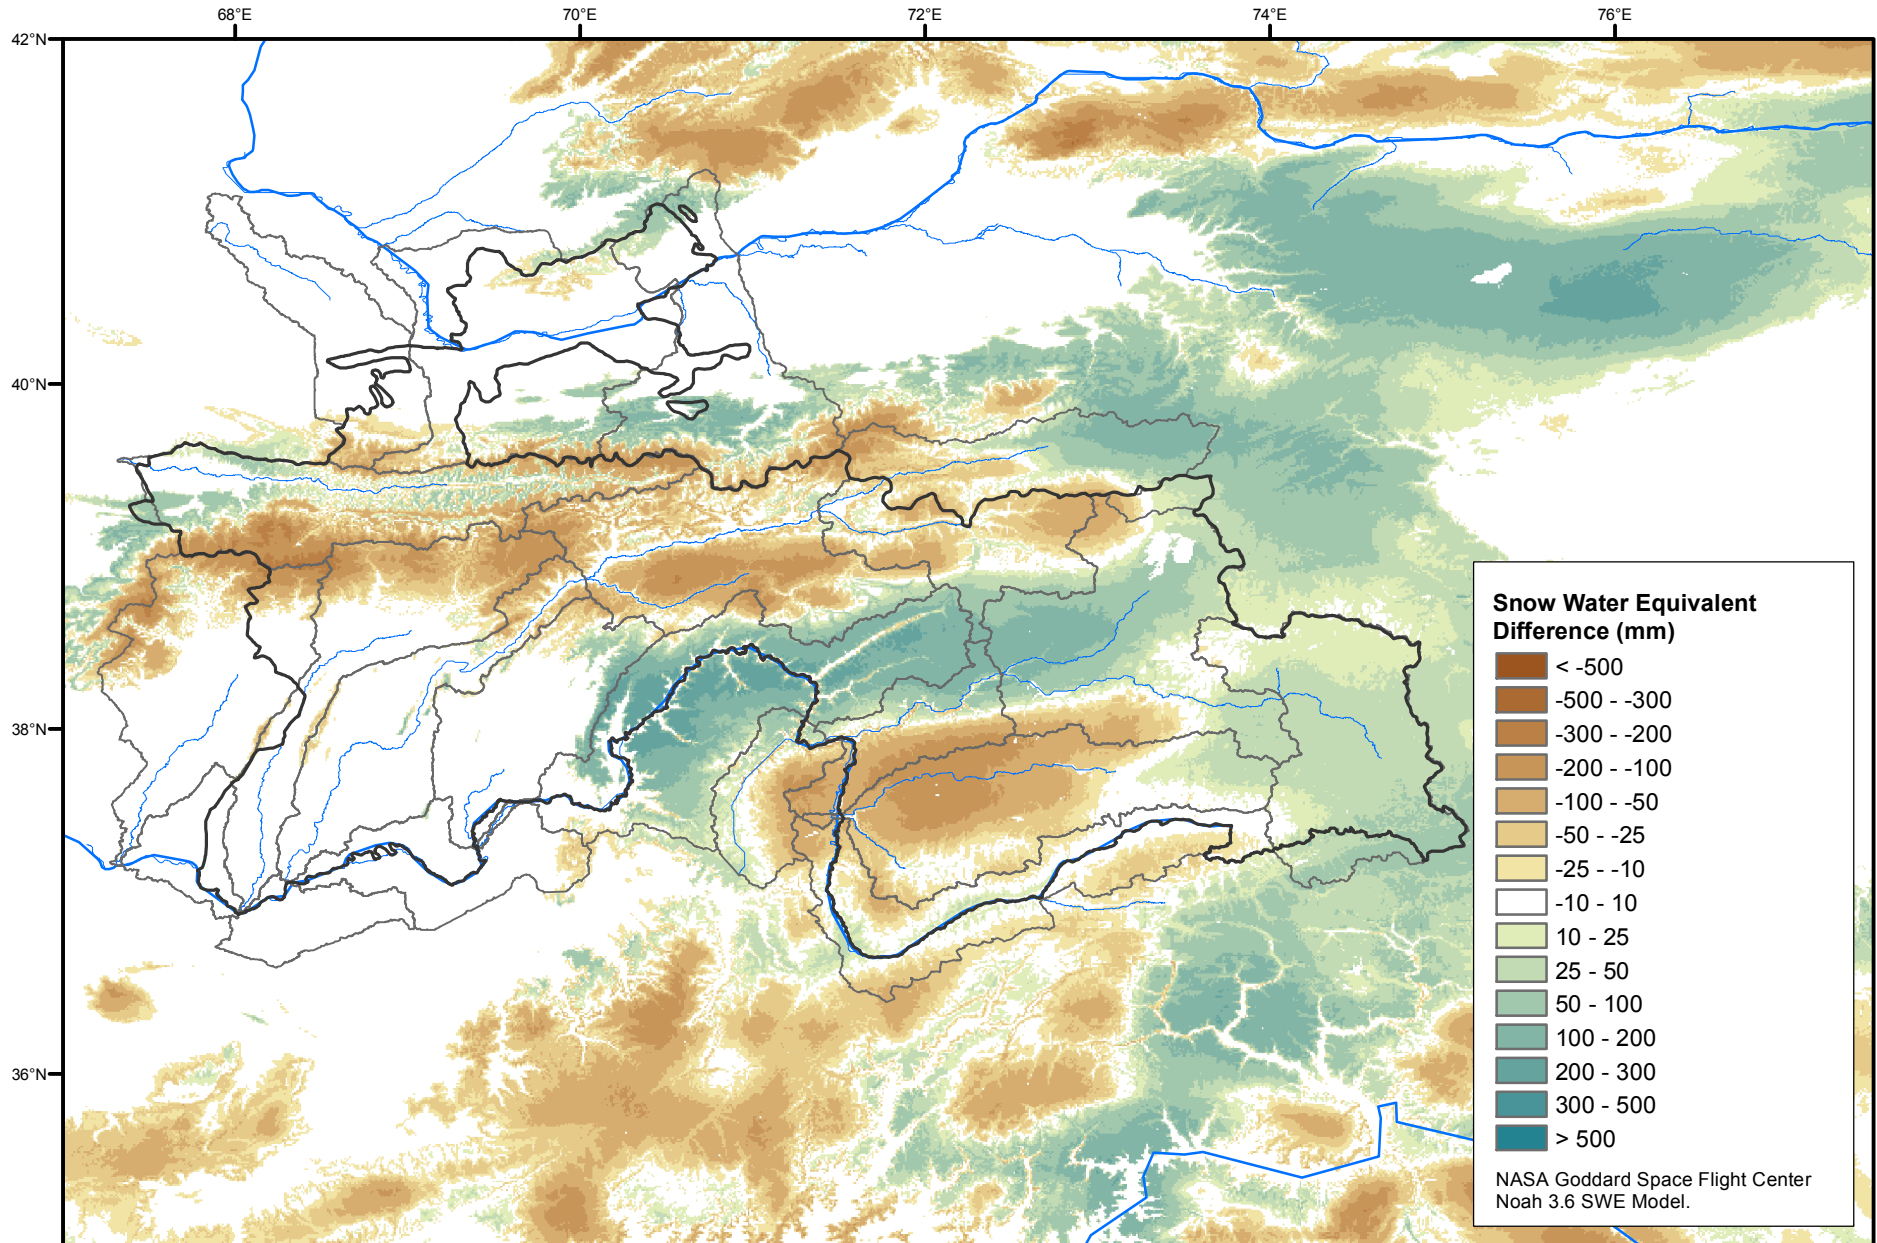 68°E 70°E 72°E 74°E 76°E
42°N
40°N
38°N
36°N
Snow Water Equivalent
Difference (mm)
< -500
-500 - -300
-300 - -200
-200 - -100
-100 - -50
-50 - -25
-25 - -10
-10 - 10
10 - 25
25 - 50
50 - 100
100 - 200
200 - 300
300 - 500
> 500
NASA Goddard Space Flight Center
Noah 3.6 SWE Model.